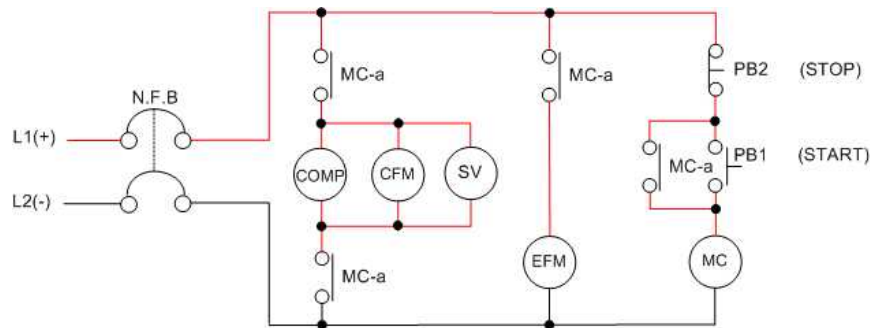 MC-a
MC-a
PB2 (STOP)
N.F.B
L1(+)
COMP
CFM
SV
MC-a
PB1 (START)
L2(-)
MC-a
EFM
MC